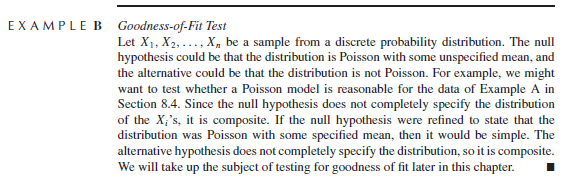 EXAMPLE B Goodness-of-Fit Test
Let X₁, X₂, . . . , Xₙ be a sample from a discrete probability distribution. The null
hypothesis could be that the distribution is Poisson with some unspecified mean, and
the alternative could be that the distribution is not Poisson. For example, we might
want to test whether a Poisson model is reasonable for the data of Example A in
Section 8.4. Since the null hypothesis does not completely specify the distribution
of the Xᵢ's, it is composite. If the null hypothesis were refined to state that the
distribution was Poisson with some specified mean, then it would be simple. The
alternative hypothesis does not completely specify the distribution, so it is composite.
We will take up the subject of testing for goodness of fit later in this chapter. ■